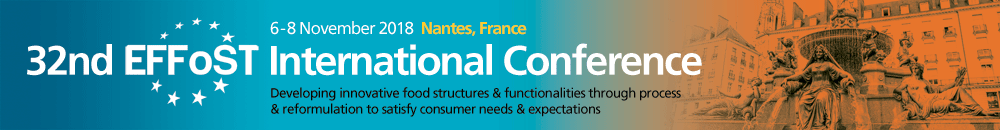 6-8 November 2018 Nantes, France
32nd EFFoST International Conference
Developing innovative food structures & functionalities through process
& reformulation to satisfy consumer needs & expectations